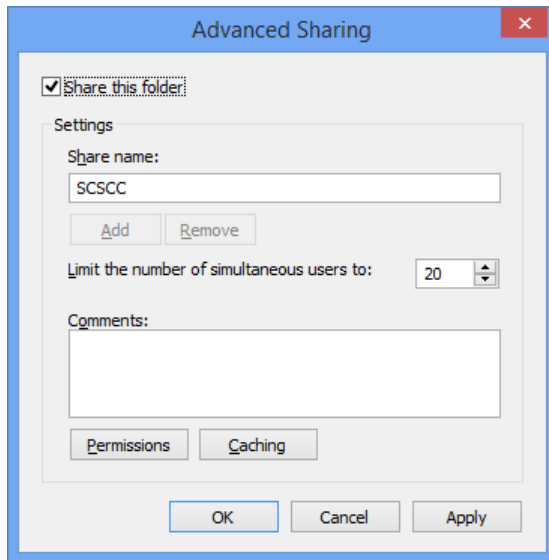 Advanced Sharing
Share this folder
Settings
Share name:
SCSCC
Add Remove
Limit the number of simultaneous users to: 20
Comments:
Permissions Caching
OK Cancel Apply